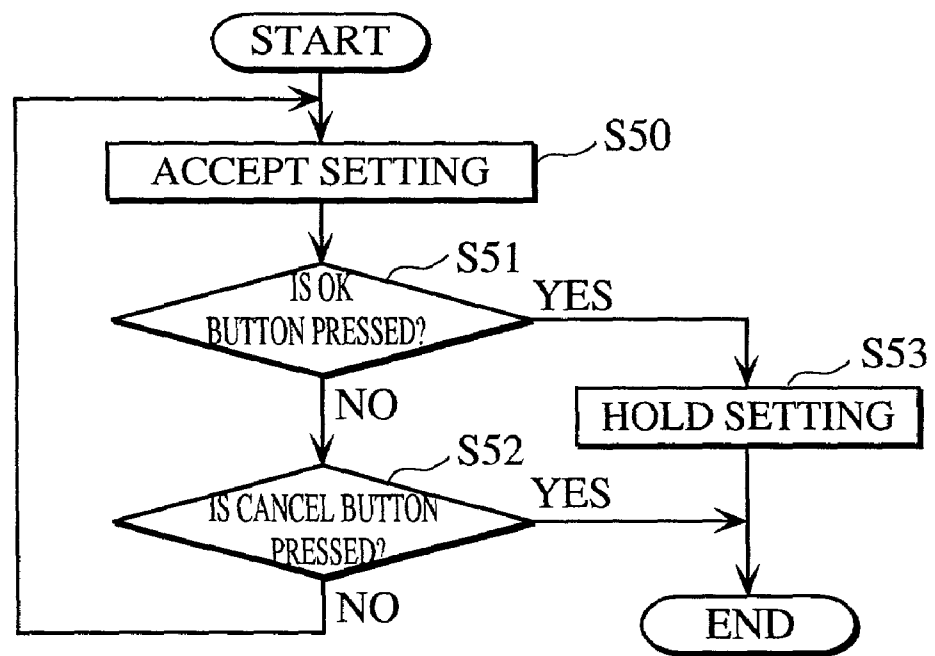 START
S50
ACCEPT SETTING
S51
IS OK
BUTTON PRESSED?
YES
S53
HOLD SETTING
NO
S52
IS CANCEL BUTTON
PRESSED?
YES
NO
END